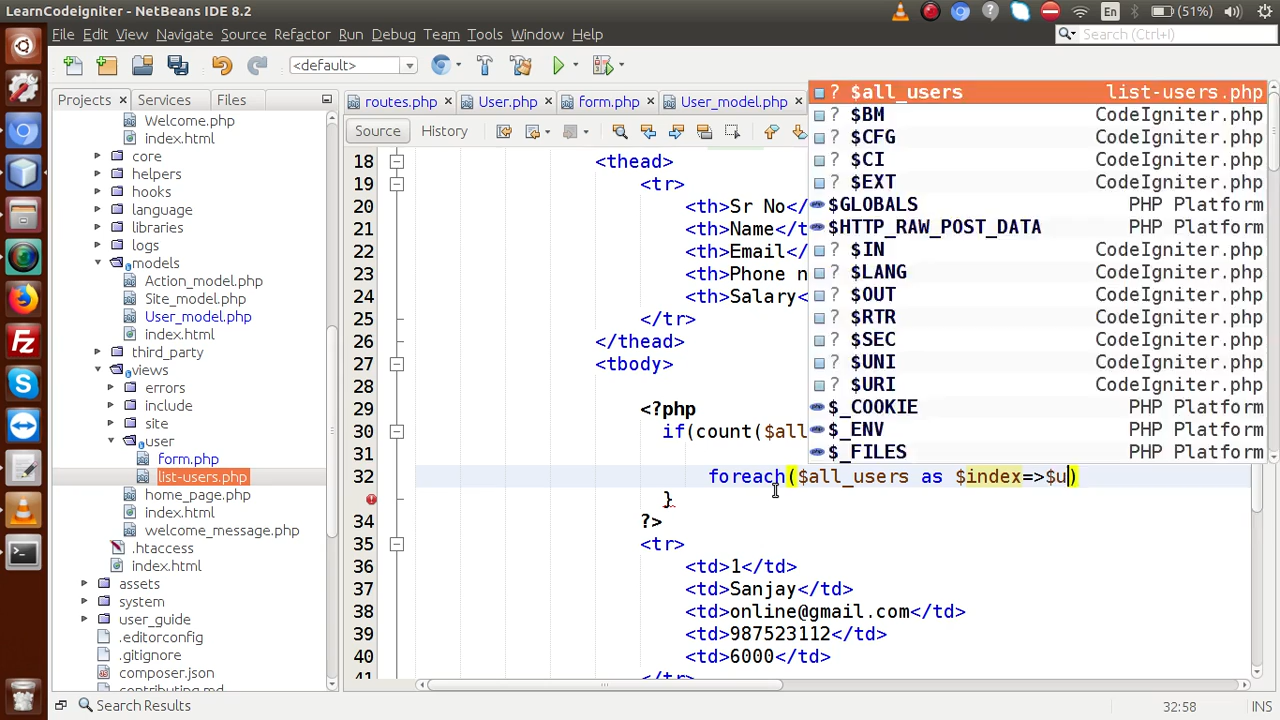 LearnCodeigniter - NetBeans IDE 8.2
En
(51%)
File Edit View Navigate Source Refactor Run Debug Team Tools Window Help
Search (Ctrl+I)
<default>
Projects
Services
Files
routes.php
User.php
form.php
User_model.php
Source
History
Welcome.php
index.html
core
helpers
hooks
language
libraries
logs
models
Action_model.php
Site_model.php
User_model.php
index.html
third_party
views
errors
include
site
user
form.php
list-users.php
home_page.php
index.html
welcome_message.php
.htaccess
index.html
assets
system
user_guide
.editorconfig
.gitignore
composer.json
contributing.md
18 <thead>
19 <tr>
20 <th>Sr No</
21 <th>Name</t
22 <th>Email</
23 <th>Phone n
24 <th>Salary<
25 </tr>
26 </thead>
27 <tbody>
28
29 <?php
30 if(count($all
31
32 foreach($all_users as $index=>$u)
}
34 ?>
35 <tr>
36 <td>1</td>
37 <td>Sanjay</td>
38 <td>online@gmail.com</td>
39 <td>987523112</td>
40 <td>6000</td>
41 </tr>
? $all_users list-users.php
? $BM CodeIgniter.php
? $CFG CodeIgniter.php
? $CI CodeIgniter.php
? $EXT CodeIgniter.php
$GLOBALS PHP Platform
$HTTP_RAW_POST_DATA PHP Platform
? $IN CodeIgniter.php
? $LANG CodeIgniter.php
? $OUT CodeIgniter.php
? $RTR CodeIgniter.php
? $SEC CodeIgniter.php
? $UNI CodeIgniter.php
? $URI CodeIgniter.php
$_COOKIE PHP Platform
$_ENV PHP Platform
$_FILES PHP Platform
Search Results
32:58
INS